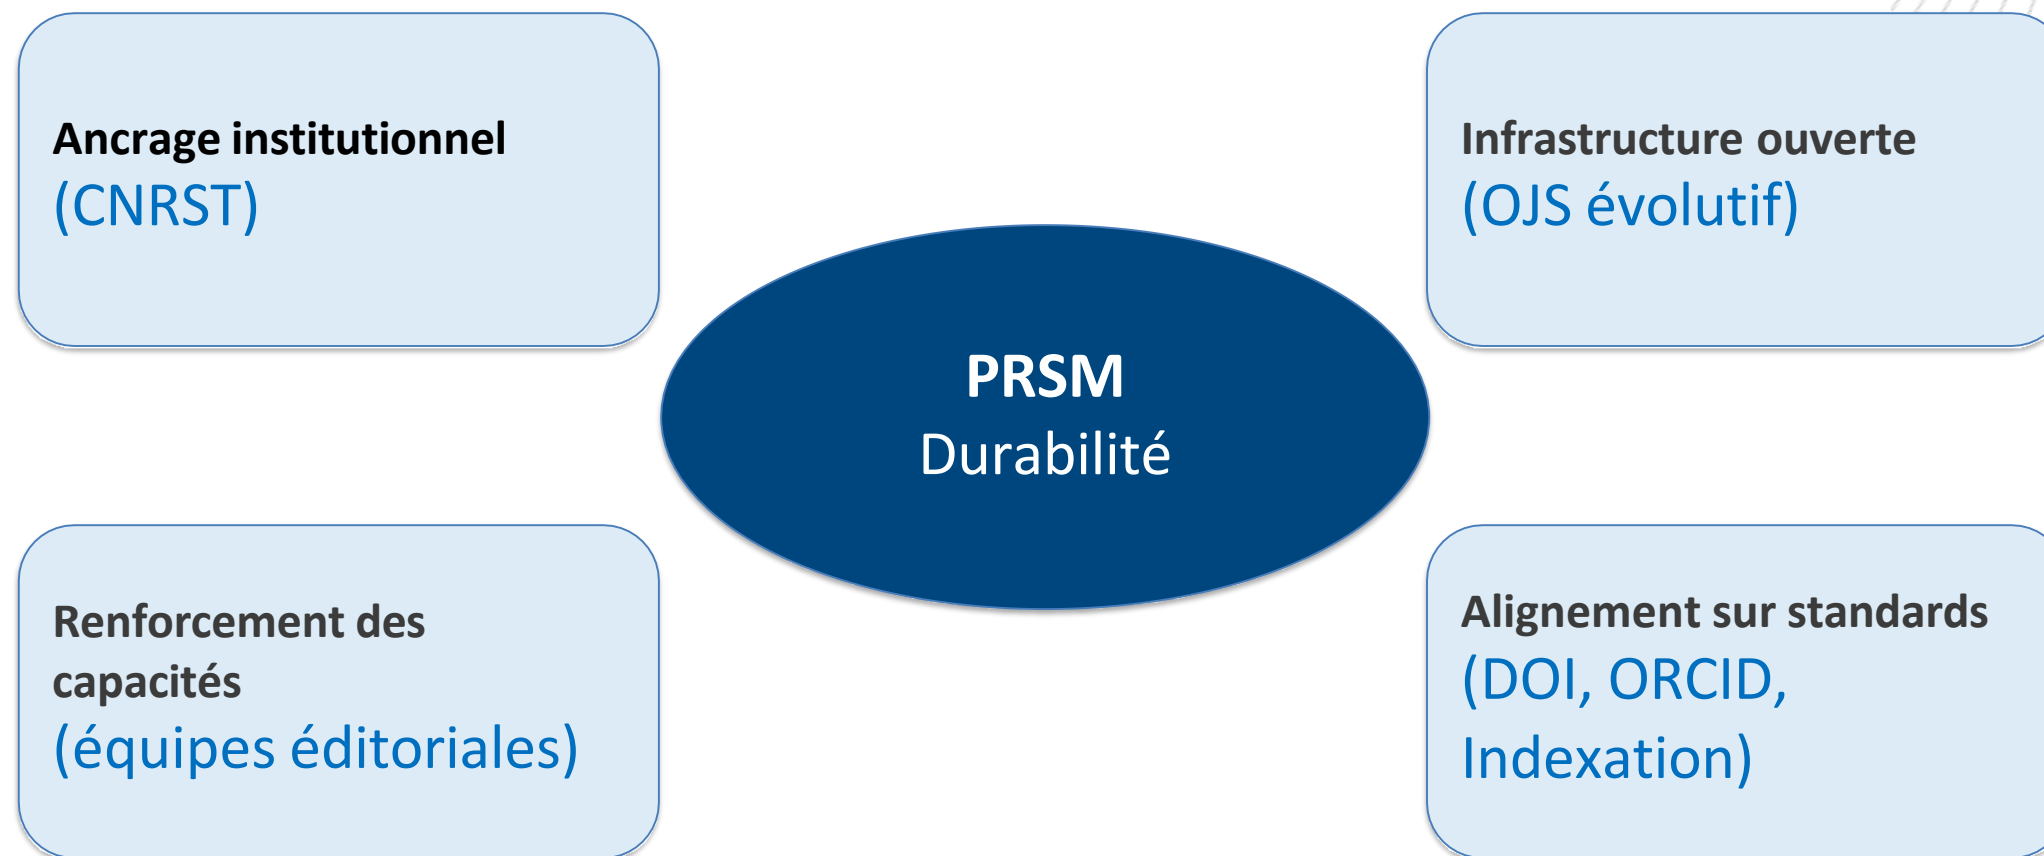 Ancrage institutionnel
(CNRST)
Infrastructure ouverte
(OJS évolutif)
PRSM
Durabilité
Renforcement des
capacités
(équipes éditoriales)
Alignement sur standards
(DOI, ORCID,
Indexation)